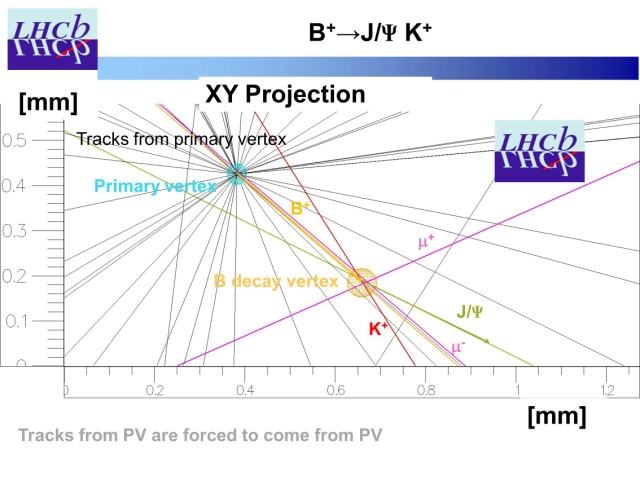 LHCb
LHCb
B⁺→J/Ψ K⁺
XY Projection
[mm]
Tracks from primary vertex
LHCb
LHCb
Primary vertex
B⁺
μ⁺
B decay vertex
J/Ψ
K⁺
μ⁻
0.5
0.4
0.3
0.2
0.1
0
0
0.2
0.4
0.6
0.8
1
1.2
[mm]
Tracks from PV are forced to come from PV